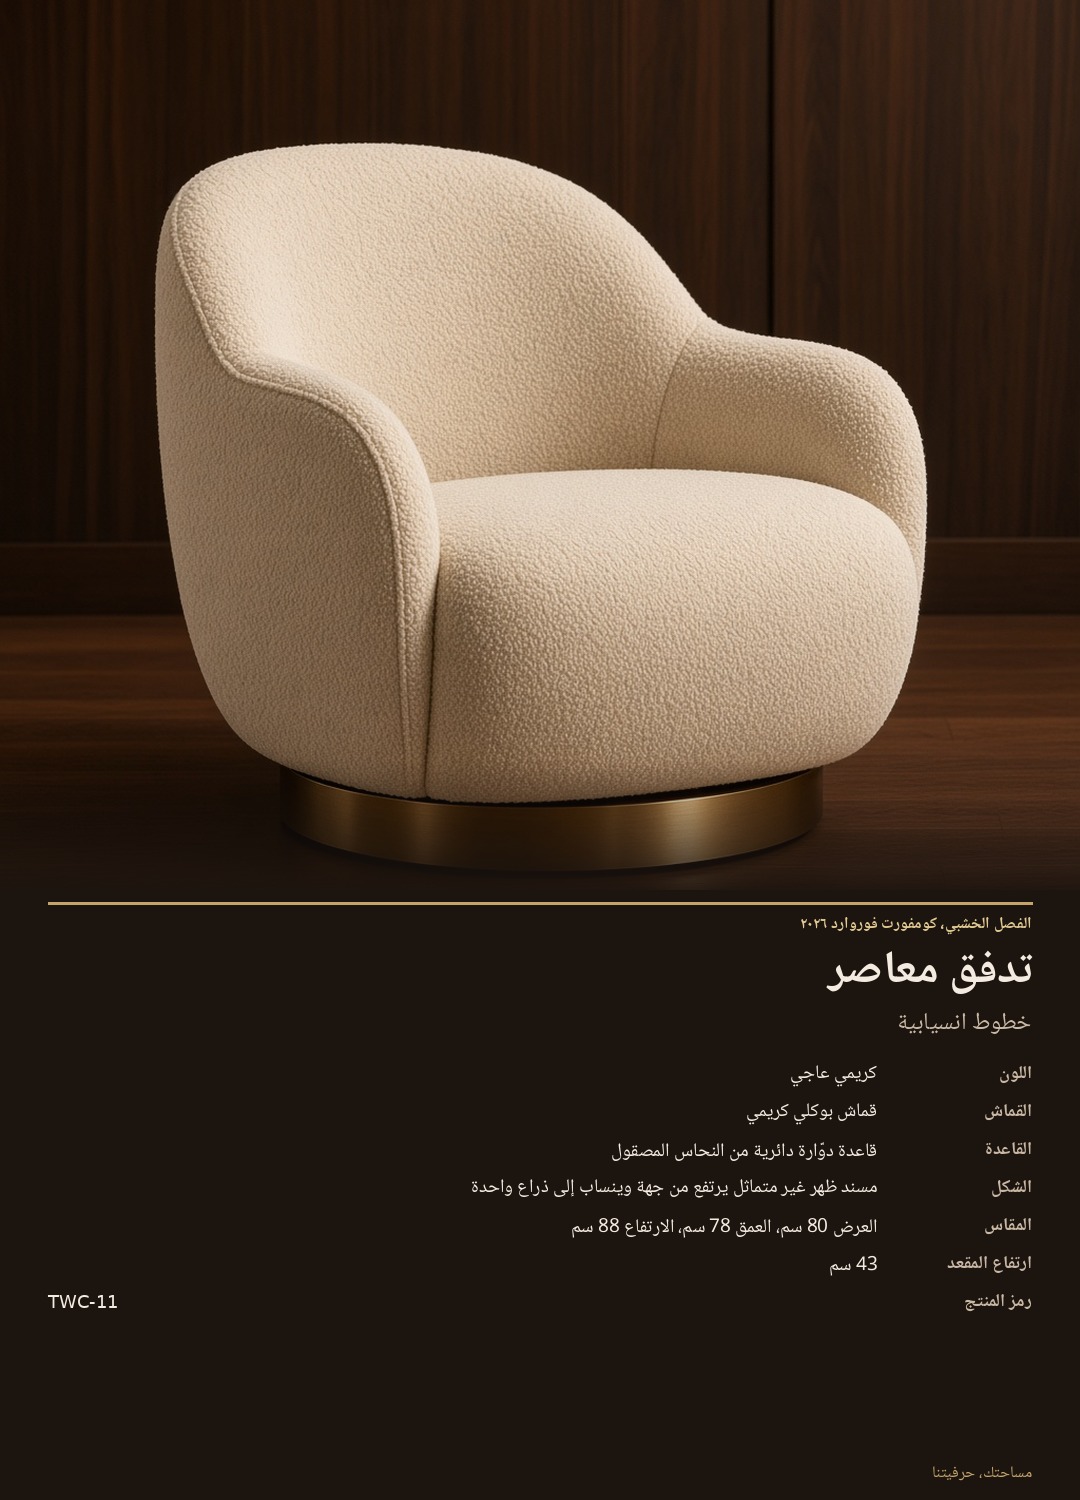 الفصل الخشبي، كومفورت فوروارد ٢٠٢٦
تدفق معاصر
خطوط انسيابية
اللون كريمي عاجي
القماش قماش بوكلي كريمي
القاعدة قاعدة دوّارة دائرية من النحاس المصقول
الشكل مسند ظهر غير متماثل يرتفع من جهة وينساب إلى ذراع واحدة
المقاس العرض 80 سم، العمق 78 سم، الارتفاع 88 سم
ارتفاع المقعد 43 سم
رمز المنتج TWC-11
مساحتك، حرفيتنا